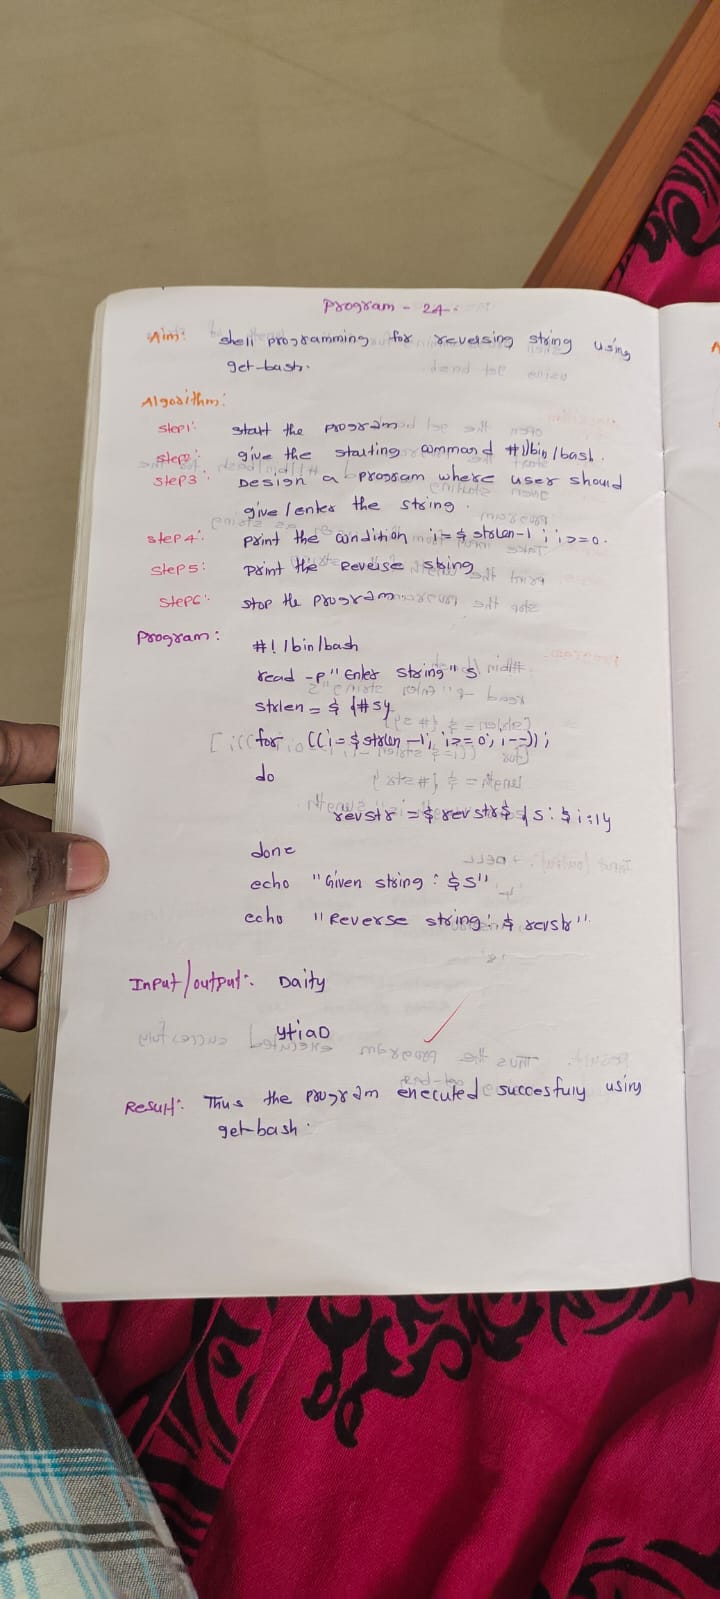 Program - 24.
Aim: shell programming for reversing string using
get-bash.
Algorithm:
Step1: start the program
Step2: give the starting command #!/bin/bash.
Step3: Design a program where user should
give/enter the string.
Step4: print the condition i=$strlen-1; i>=0.
Step5: print the Reverse string
Step6: stop the program
Program: #!/bin/bash
read -p "Enter string" s
strlen=${#s}
for ((i=$strlen-1; i>=0; i--));
do
revstr=$revstr${s:$i:1}
done
echo "Given string: $s"
echo "Reverse string: $revstr"
Input/output: Daity
ytiaD
Result: Thus the program executed succesfuly using
get-bash.